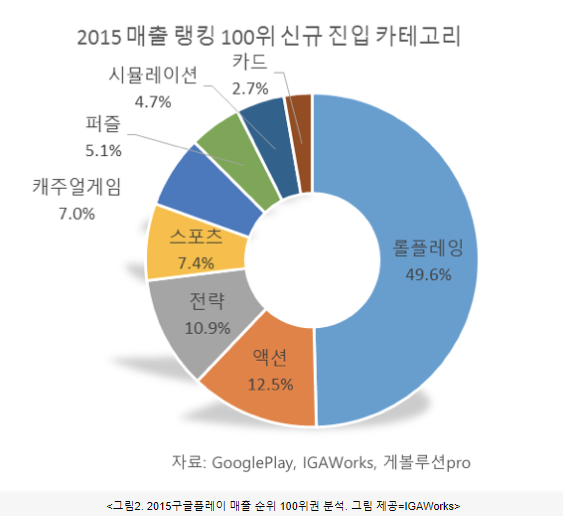 2015 매출 랭킹 100위 신규 진입 카테고리
카드
2.7%
시뮬레이션
4.7%
퍼즐
5.1%
캐주얼게임
7.0%
스포츠
7.4%
전략
10.9%
액션
12.5%
롤플레잉
49.6%
자료: GooglePlay, IGAWorks, 게볼루션pro
<그림2. 2015구글플레이 매출 순위 100위권 분석. 그림 제공=IGAWorks>